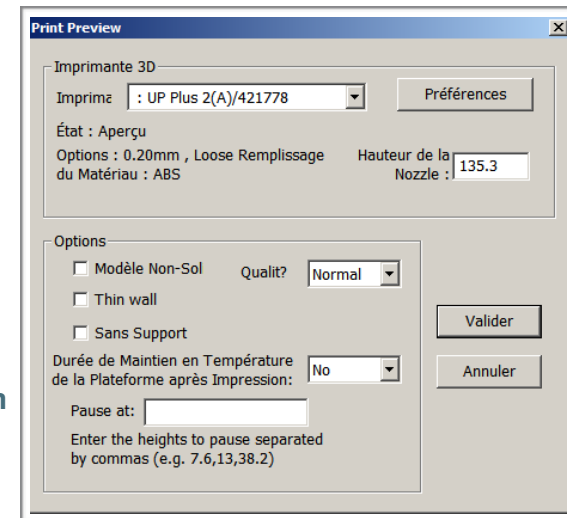 Print Preview
Imprimante 3D
Imprima : UP Plus 2(A)/421778 Préférences
État : Aperçu
Options : 0.20mm , Loose Remplissage
du Matériau : ABS
Hauteur de la
Nozzle : 135.3
Options
Modèle Non-Sol Qualit? Normal
Thin wall
Sans Support
Durée de Maintien en Température
de la Plateforme après Impression: No
Pause at:
Enter the heights to pause separated
by commas (e.g. 7.6,13,38.2)
Valider
Annuler